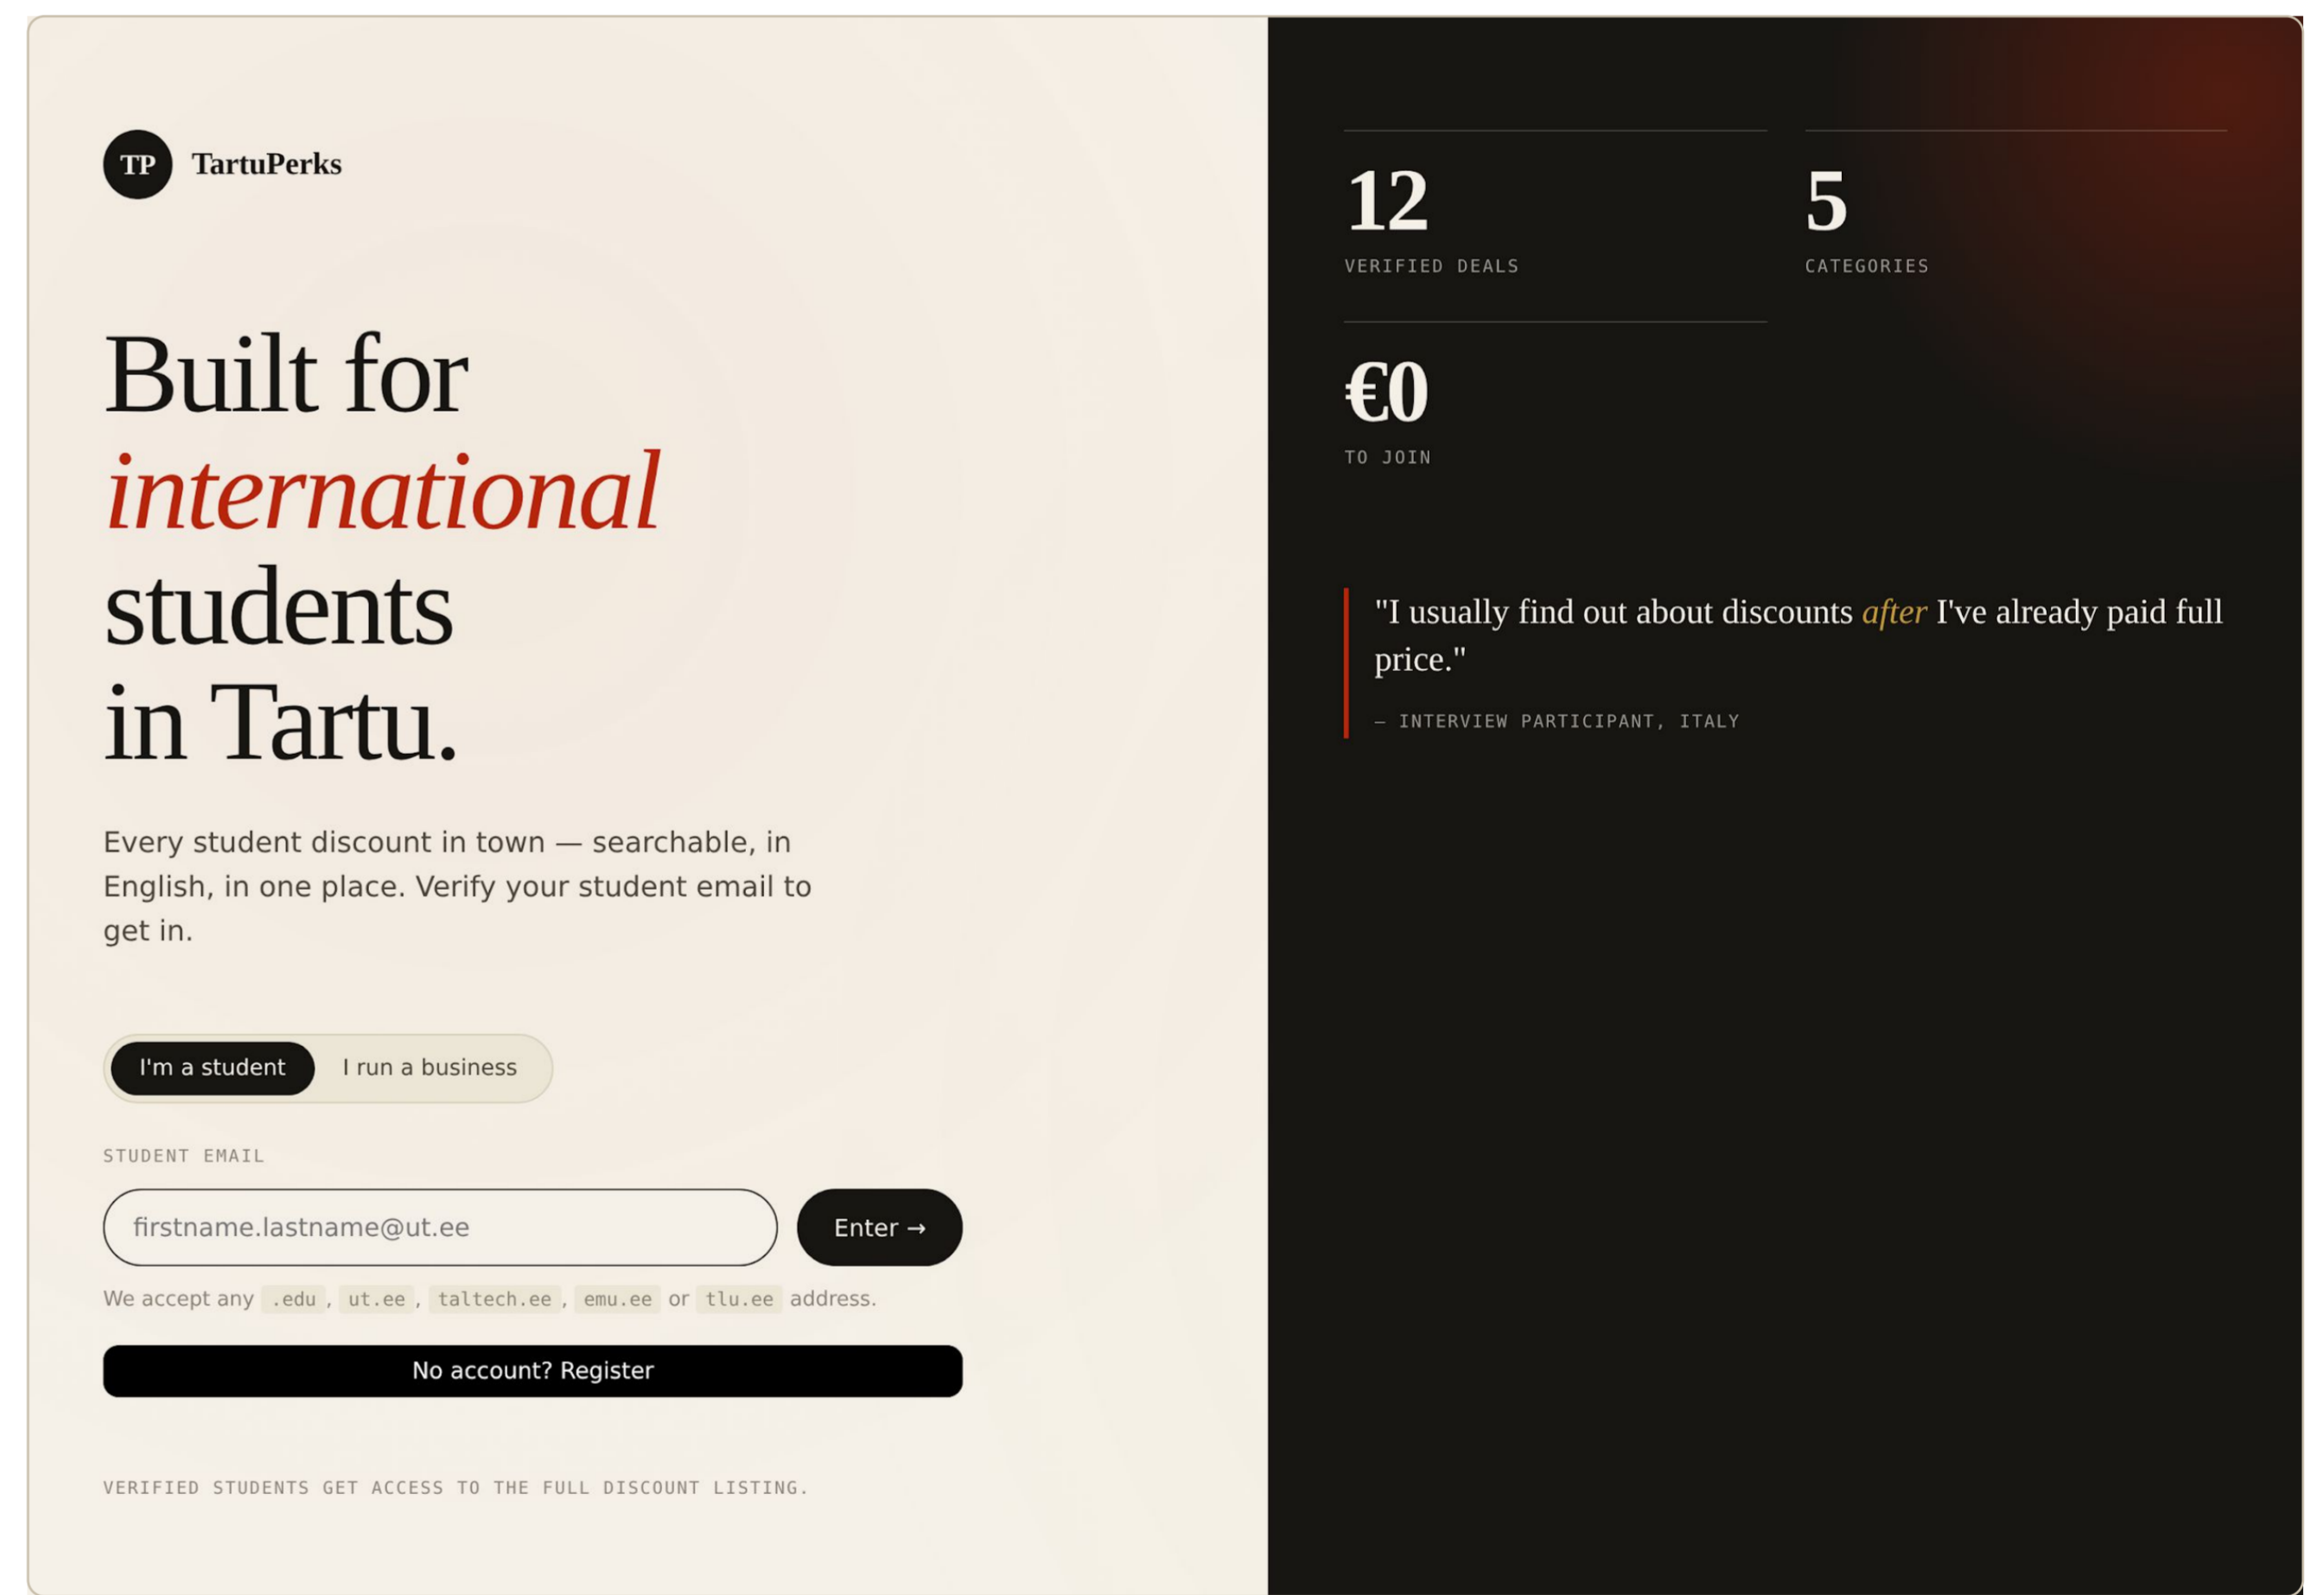 TP TartuPerks
Built for
international
students
in Tartu.
Every student discount in town — searchable, in
English, in one place. Verify your student email to
get in.
I'm a student I run a business
STUDENT EMAIL
firstname.lastname@ut.ee Enter →
We accept any .edu, ut.ee, taltech.ee, emu.ee or tlu.ee address.
No account? Register
VERIFIED STUDENTS GET ACCESS TO THE FULL DISCOUNT LISTING.
12
VERIFIED DEALS
5
CATEGORIES
€0
TO JOIN
"I usually find out about discounts after I've already paid full
price."
— INTERVIEW PARTICIPANT, ITALY